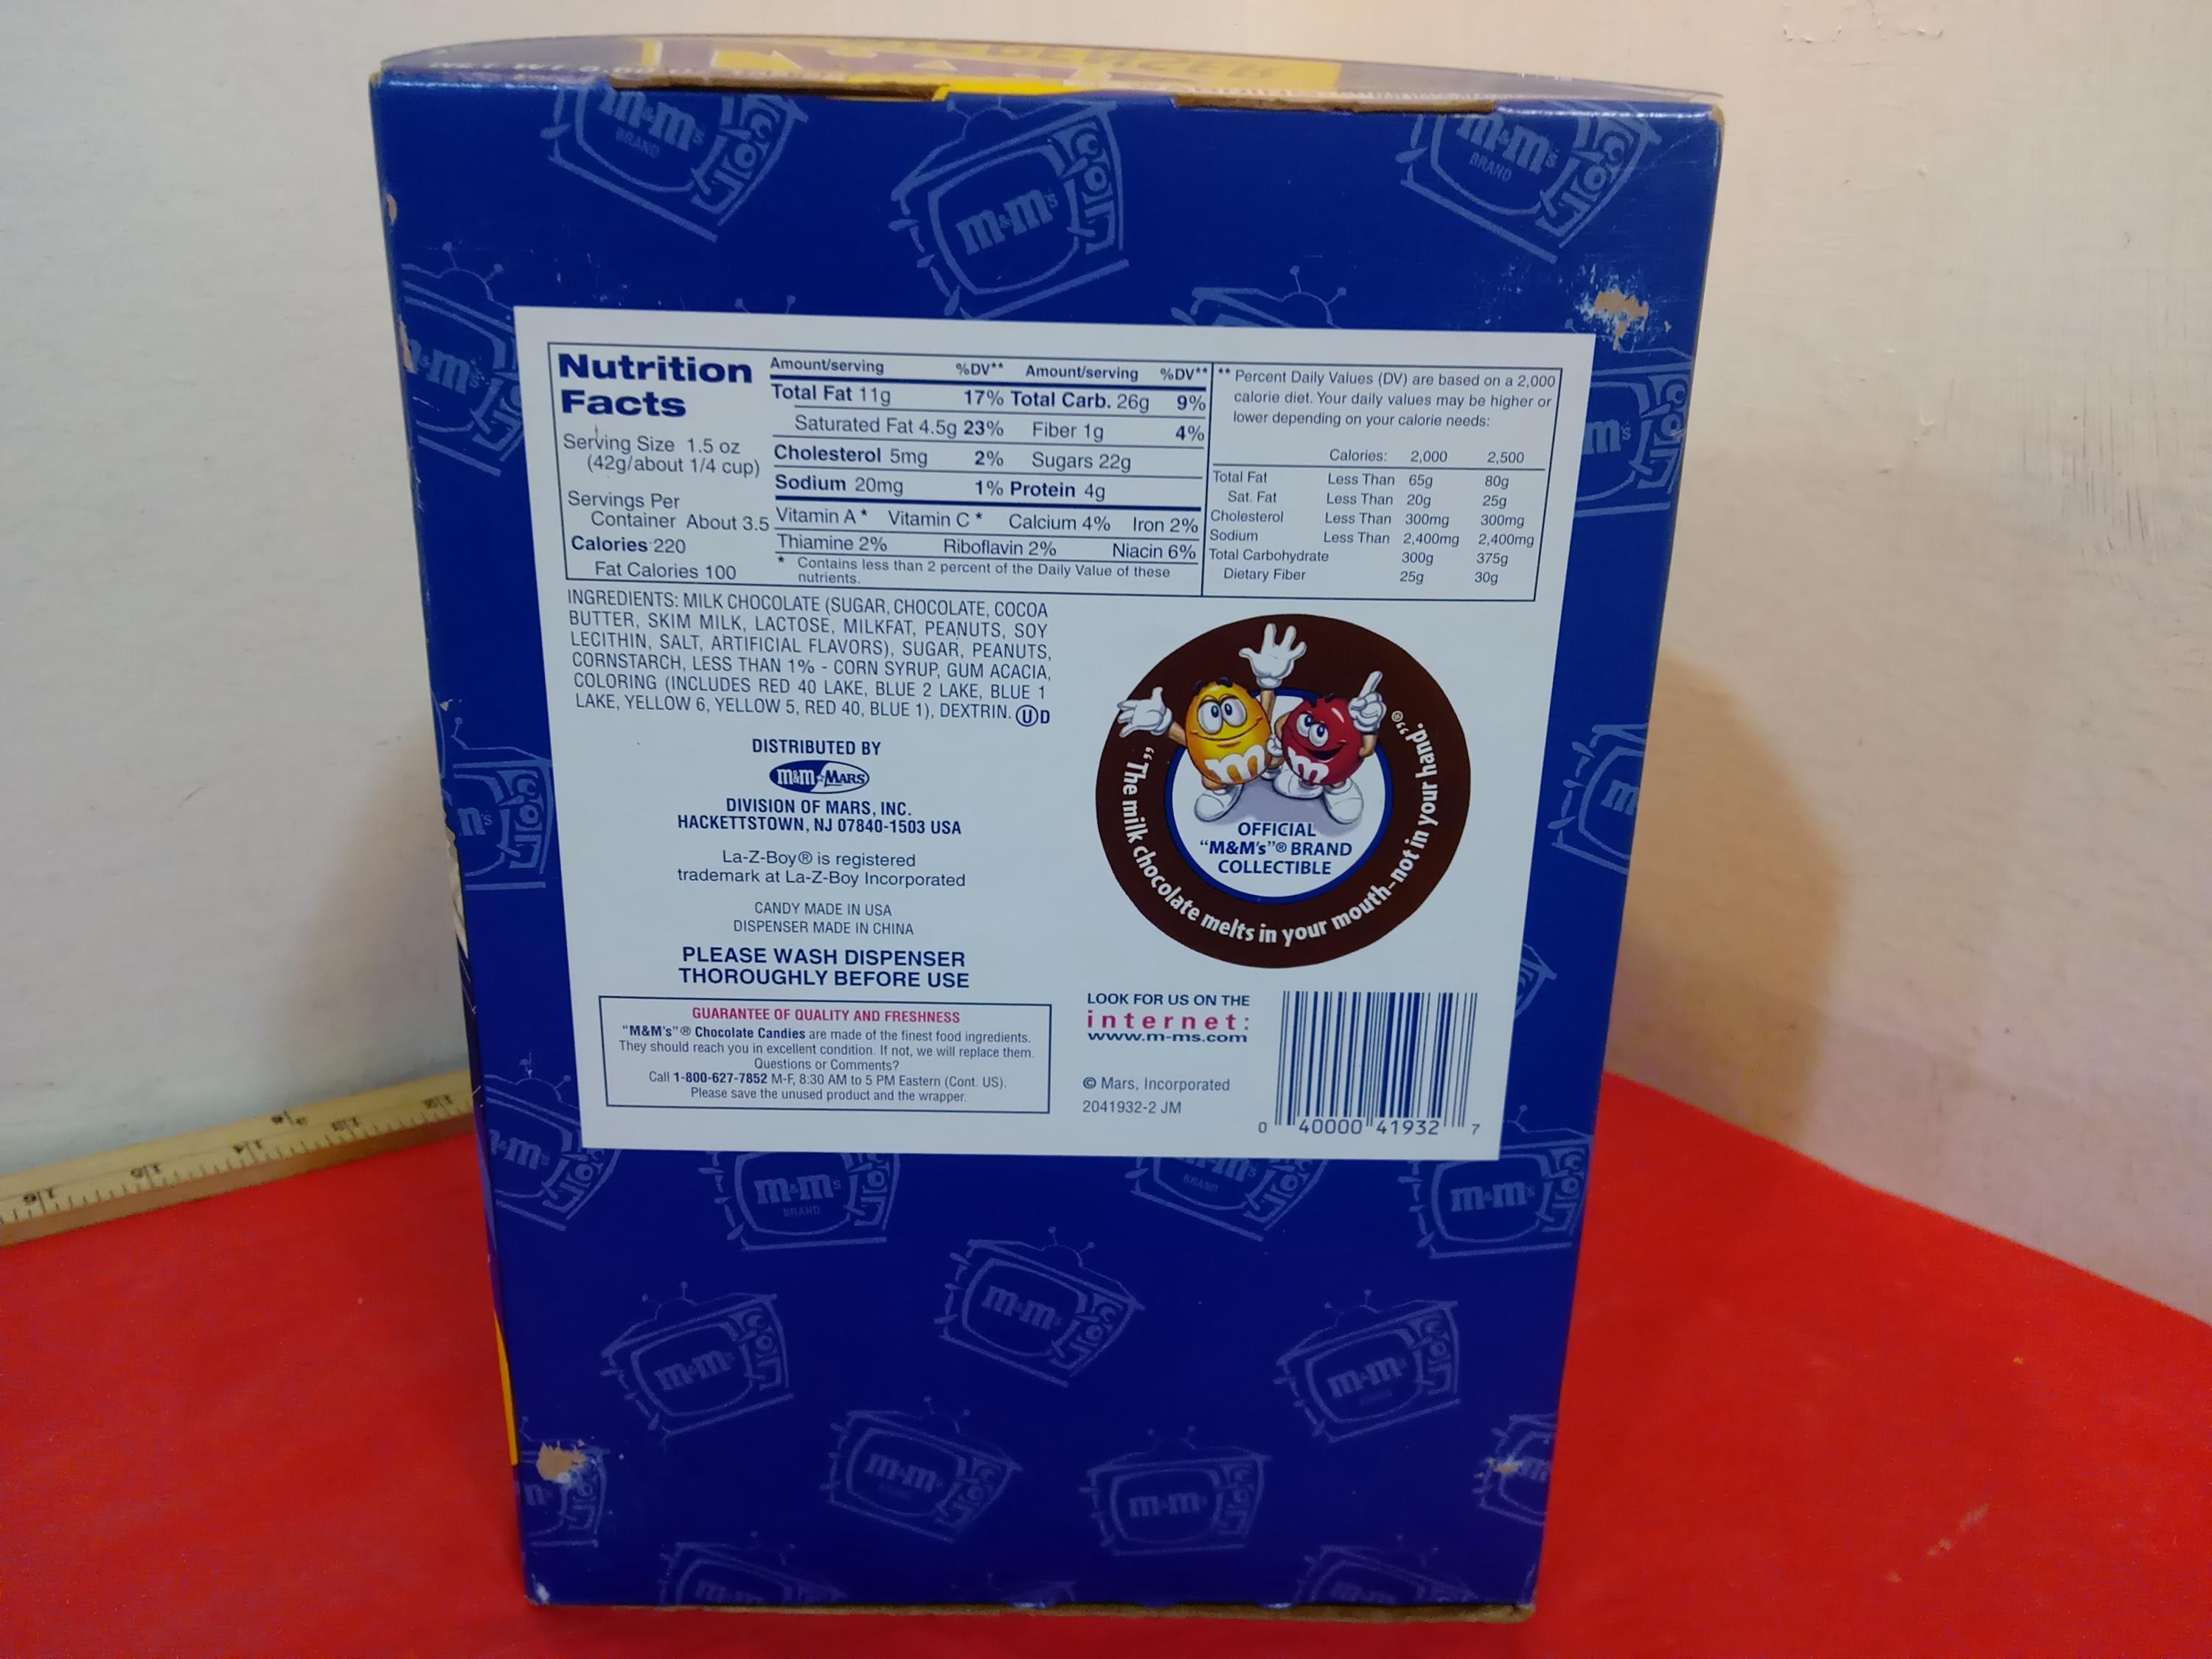 m&m's
BRAND
m&m's
m&m's
BRAND
m&m's
m's
Nutrition
Facts
Serving Size 1.5 oz
(42g/about 1/4 cup)
Servings Per
Container About 3.5
Calories 220
Fat Calories 100
Amount/serving %DV** Amount/serving %DV**
Total Fat 11g 17% Total Carb. 26g 9%
Saturated Fat 4.5g 23% Fiber 1g 4%
Cholesterol 5mg 2% Sugars 22g
Sodium 20mg 1% Protein 4g
Vitamin A * Vitamin C * Calcium 4% Iron 2%
Thiamine 2% Riboflavin 2% Niacin 6%
* Contains less than 2 percent of the Daily Value of these
nutrients.
** Percent Daily Values (DV) are based on a 2,000
calorie diet. Your daily values may be higher or
lower depending on your calorie needs:
Calories: 2,000 2,500
Total Fat Less Than 65g 80g
Sat. Fat Less Than 20g 25g
Cholesterol Less Than 300mg 300mg
Sodium Less Than 2,400mg 2,400mg
Total Carbohydrate 300g 375g
Dietary Fiber 25g 30g
INGREDIENTS: MILK CHOCOLATE (SUGAR, CHOCOLATE, COCOA
BUTTER, SKIM MILK, LACTOSE, MILKFAT, PEANUTS, SOY
LECITHIN, SALT, ARTIFICIAL FLAVORS), SUGAR, PEANUTS,
CORNSTARCH, LESS THAN 1% - CORN SYRUP, GUM ACACIA,
COLORING (INCLUDES RED 40 LAKE, BLUE 2 LAKE, BLUE 1
LAKE, YELLOW 6, YELLOW 5, RED 40, BLUE 1), DEXTRIN. Ⓤ D
DISTRIBUTED BY
m&m MARS
DIVISION OF MARS, INC.
HACKETTSTOWN, NJ 07840-1503 USA
La-Z-Boy® is registered
trademark at La-Z-Boy Incorporated
CANDY MADE IN USA
DISPENSER MADE IN CHINA
PLEASE WASH DISPENSER
THOROUGHLY BEFORE USE
GUARANTEE OF QUALITY AND FRESHNESS
"M&M's"® Chocolate Candies are made of the finest food ingredients.
They should reach you in excellent condition. If not, we will replace them.
Questions or Comments?
Call 1-800-627-7852 M-F, 8:30 AM to 5 PM Eastern (Cont. US).
Please save the unused product and the wrapper.
m
m
OFFICIAL
"M&M's"® BRAND
COLLECTIBLE
"The milk chocolate melts in your mouth-not in your hand."®
LOOK FOR US ON THE
internet:
www.m-ms.com
© Mars, Incorporated
2041932-2 JM
0 40000 41932 7
m&m's
BRAND
m&m's
m&m's
m&m's
m&m's
m&m's
m&m's